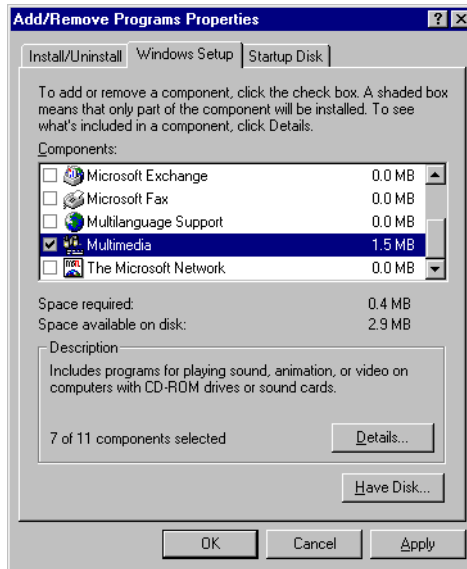 Add/Remove Programs Properties
Install/Uninstall Windows Setup Startup Disk
To add or remove a component, click the check box. A shaded box
means that only part of the component will be installed. To see
what's included in a component, click Details.
Components:
Microsoft Exchange 0.0 MB
Microsoft Fax 0.0 MB
Multilanguage Support 0.0 MB
Multimedia 1.5 MB
The Microsoft Network 0.0 MB
Space required: 0.4 MB
Space available on disk: 2.9 MB
Description
Includes programs for playing sound, animation, or video on
computers with CD-ROM drives or sound cards.
7 of 11 components selected
Details...
Have Disk...
OK Cancel Apply